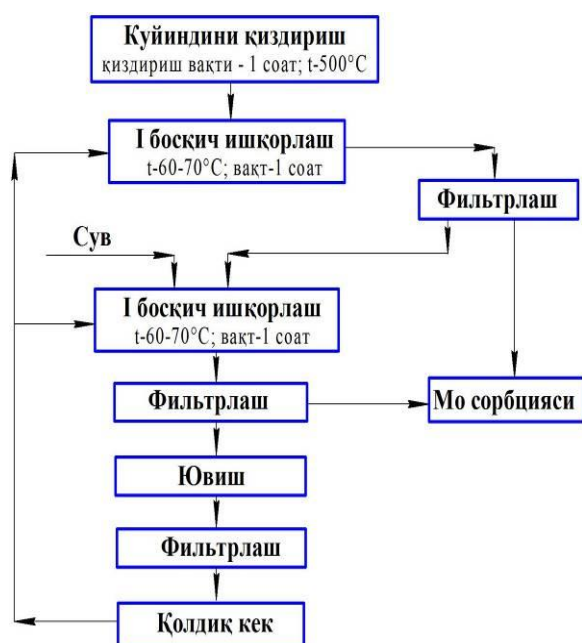 Куйиндини қиздириш
қиздириш вақти - 1 соат; t-500°C
I босқич ишқорлаш
t-60-70°C; вақт-1 соат
Фильтрлаш
Сув
I босқич ишқорлаш
t-60-70°C; вақт-1 соат
Фильтрлаш
Мо сорбцияси
Ювиш
Фильтрлаш
Қолдиқ кек